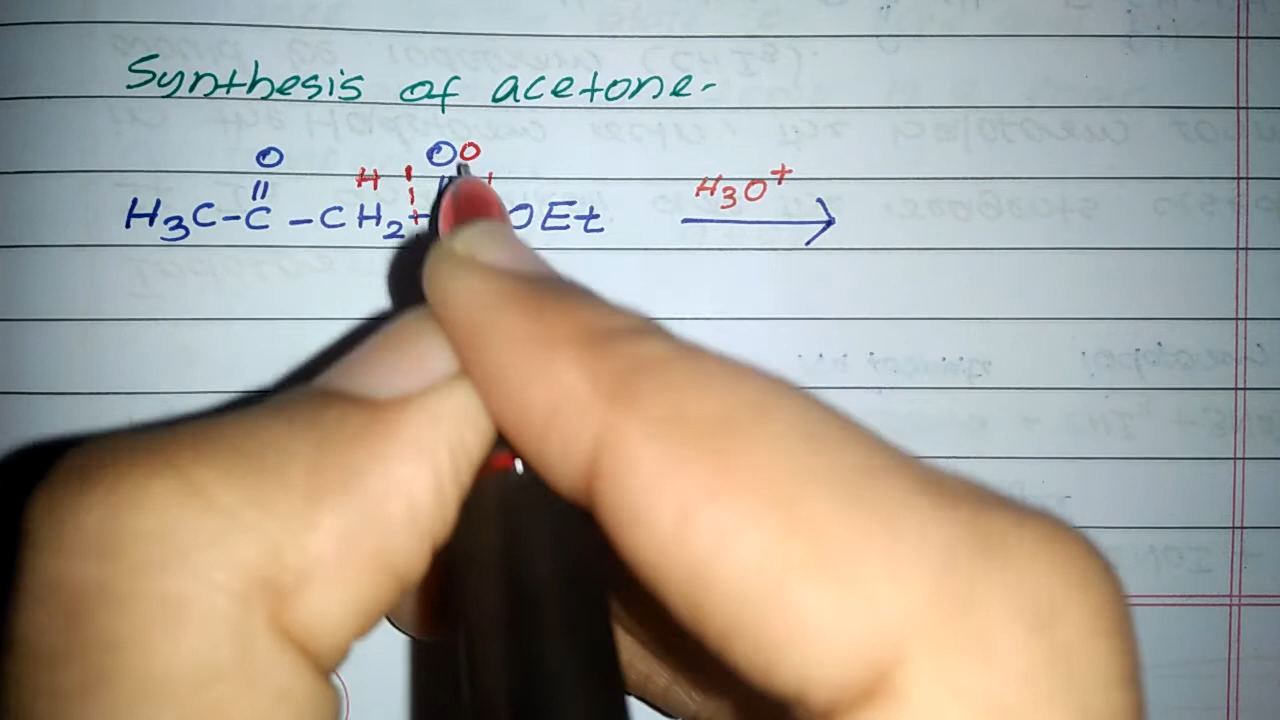 Synthesis of acetone-
O O O
H H3O+
H3C-C-CH2 OEt